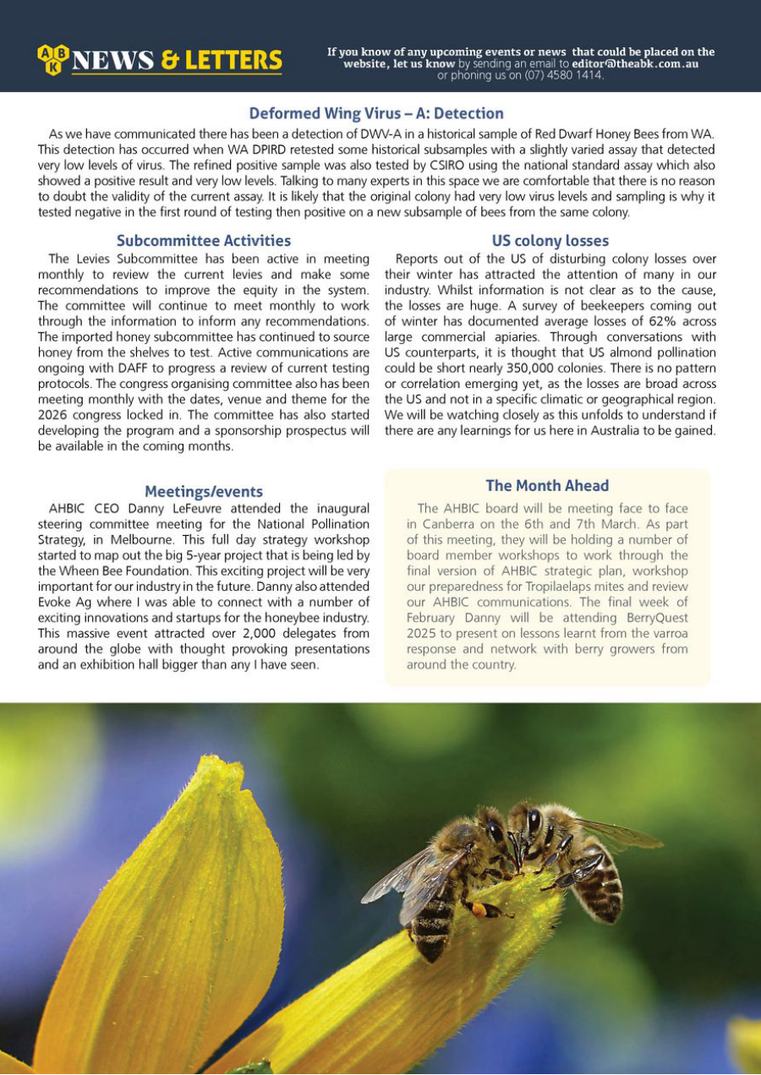 A B K NEWS & LETTERS
If you know of any upcoming events or news that could be placed on the
website, let us know by sending an email to editor@theabk.com.au
or phoning us on (07) 4580 1414.
Deformed Wing Virus – A: Detection
As we have communicated there has been a detection of DWV-A in a historical sample of Red Dwarf Honey Bees from WA.
This detection has occurred when WA DPIRD retested some historical subsamples with a slightly varied assay that detected
very low levels of virus. The refined positive sample was also tested by CSIRO using the national standard assay which also
showed a positive result and very low levels. Talking to many experts in this space we are comfortable that there is no reason
to doubt the validity of the current assay. It is likely that the original colony had very low virus levels and sampling is why it
tested negative in the first round of testing then positive on a new subsample of bees from the same colony.
Subcommittee Activities
The Levies Subcommittee has been active in meeting
monthly to review the current levies and make some
recommendations to improve the equity in the system.
The committee will continue to meet monthly to work
through the information to inform any recommendations.
The imported honey subcommittee has continued to source
honey from the shelves to test. Active communications are
ongoing with DAFF to progress a review of current testing
protocols. The congress organising committee also has been
meeting monthly with the dates, venue and theme for the
2026 congress locked in. The committee has also started
developing the program and a sponsorship prospectus will
be available in the coming months.
Meetings/events
AHBIC CEO Danny LeFeuvre attended the inaugural
steering committee meeting for the National Pollination
Strategy, in Melbourne. This full day strategy workshop
started to map out the big 5-year project that is being led by
the Wheen Bee Foundation. This exciting project will be very
important for our industry in the future. Danny also attended
Evoke Ag where I was able to connect with a number of
exciting innovations and startups for the honeybee industry.
This massive event attracted over 2,000 delegates from
around the globe with thought provoking presentations
and an exhibition hall bigger than any I have seen.
US colony losses
Reports out of the US of disturbing colony losses over
their winter has attracted the attention of many in our
industry. Whilst information is not clear as to the cause,
the losses are huge. A survey of beekeepers coming out
of winter has documented average losses of 62% across
large commercial apiaries. Through conversations with
US counterparts, it is thought that US almond pollination
could be short nearly 350,000 colonies. There is no pattern
or correlation emerging yet, as the losses are broad across
the US and not in a specific climatic or geographical region.
We will be watching closely as this unfolds to understand if
there are any learnings for us here in Australia to be gained.
The Month Ahead
The AHBIC board will be meeting face to face
in Canberra on the 6th and 7th March. As part
of this meeting, they will be holding a number of
board member workshops to work through the
final version of AHBIC strategic plan, workshop
our preparedness for Tropilaelaps mites and review
our AHBIC communications. The final week of
February Danny will be attending BerryQuest
2025 to present on lessons learnt from the varroa
response and network with berry growers from
around the country.